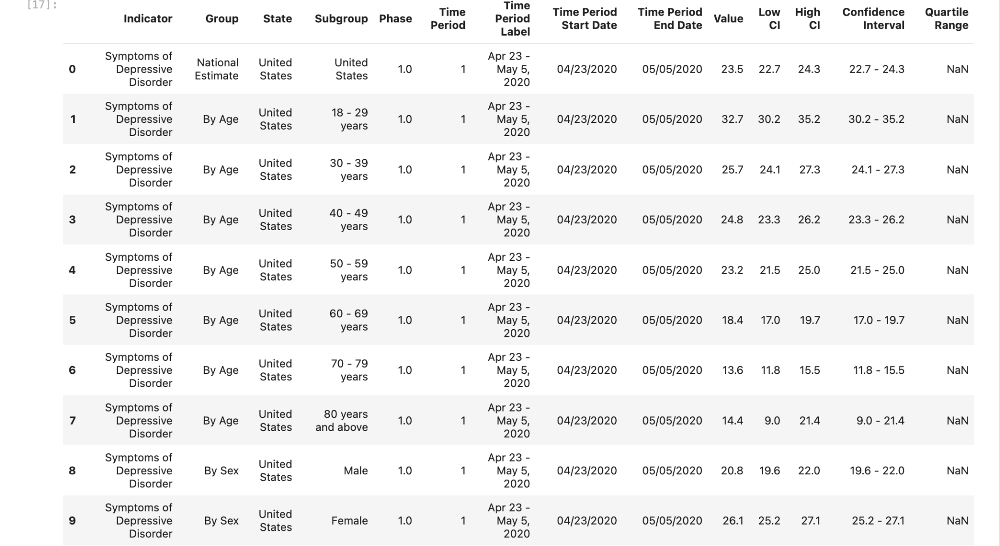 [17]:
Indicator Group State Subgroup Phase Time Period Time Period Label Time Period Start Date Time Period End Date Value Low CI High CI Confidence Interval Quartile Range
0 Symptoms of Depressive Disorder National Estimate United States United States 1.0 1 Apr 23 - May 5, 2020 04/23/2020 05/05/2020 23.5 22.7 24.3 22.7 - 24.3 NaN
1 Symptoms of Depressive Disorder By Age United States 18 - 29 years 1.0 1 Apr 23 - May 5, 2020 04/23/2020 05/05/2020 32.7 30.2 35.2 30.2 - 35.2 NaN
2 Symptoms of Depressive Disorder By Age United States 30 - 39 years 1.0 1 Apr 23 - May 5, 2020 04/23/2020 05/05/2020 25.7 24.1 27.3 24.1 - 27.3 NaN
3 Symptoms of Depressive Disorder By Age United States 40 - 49 years 1.0 1 Apr 23 - May 5, 2020 04/23/2020 05/05/2020 24.8 23.3 26.2 23.3 - 26.2 NaN
4 Symptoms of Depressive Disorder By Age United States 50 - 59 years 1.0 1 Apr 23 - May 5, 2020 04/23/2020 05/05/2020 23.2 21.5 25.0 21.5 - 25.0 NaN
5 Symptoms of Depressive Disorder By Age United States 60 - 69 years 1.0 1 Apr 23 - May 5, 2020 04/23/2020 05/05/2020 18.4 17.0 19.7 17.0 - 19.7 NaN
6 Symptoms of Depressive Disorder By Age United States 70 - 79 years 1.0 1 Apr 23 - May 5, 2020 04/23/2020 05/05/2020 13.6 11.8 15.5 11.8 - 15.5 NaN
7 Symptoms of Depressive Disorder By Age United States 80 years and above 1.0 1 Apr 23 - May 5, 2020 04/23/2020 05/05/2020 14.4 9.0 21.4 9.0 - 21.4 NaN
8 Symptoms of Depressive Disorder By Sex United States Male 1.0 1 Apr 23 - May 5, 2020 04/23/2020 05/05/2020 20.8 19.6 22.0 19.6 - 22.0 NaN
9 Symptoms of Depressive Disorder By Sex United States Female 1.0 1 Apr 23 - May 5, 2020 04/23/2020 05/05/2020 26.1 25.2 27.1 25.2 - 27.1 NaN